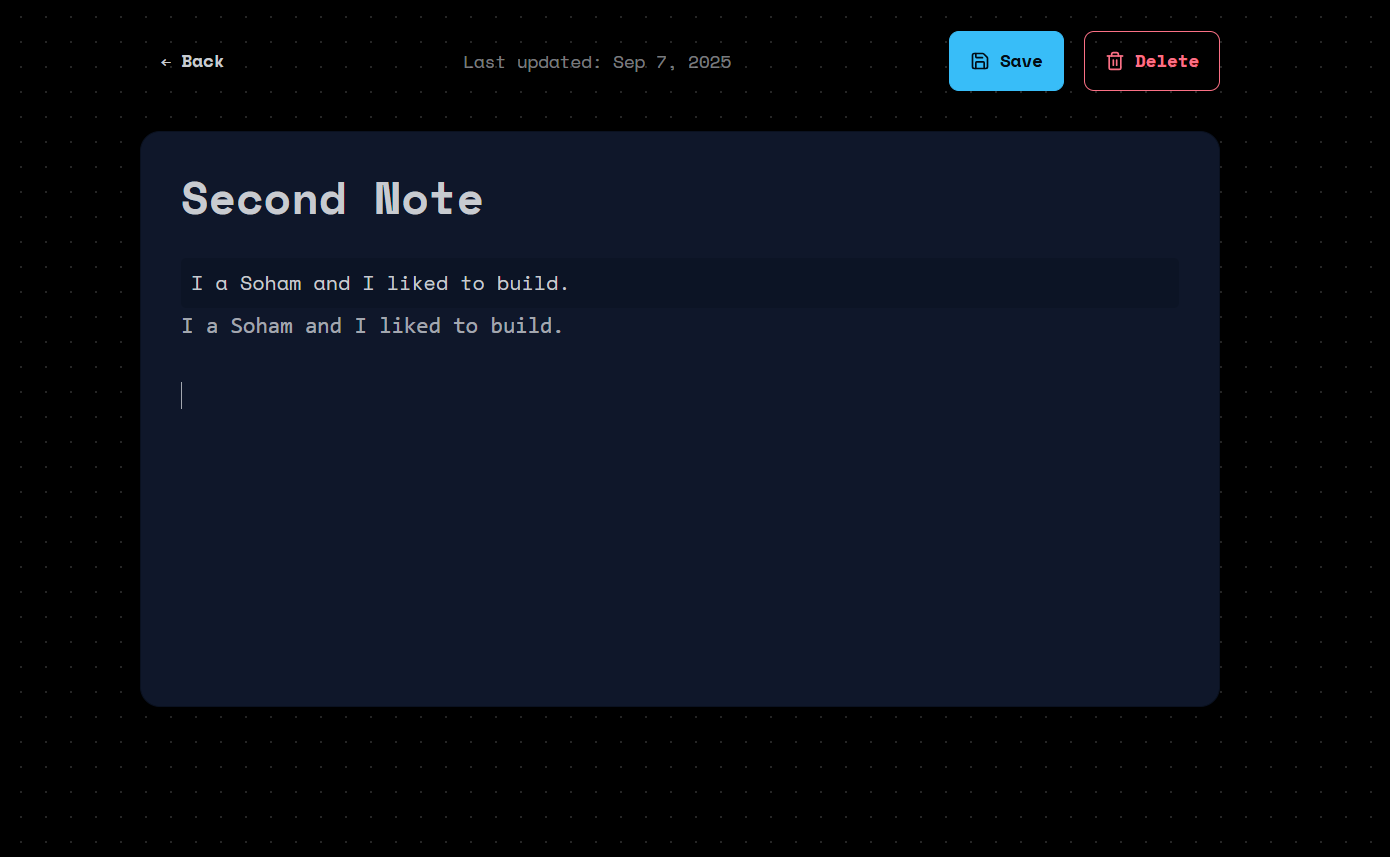 ← Back
Last updated: Sep 7, 2025
Save
Delete
Second Note
I a Soham and I liked to build.
I a Soham and I liked to build.